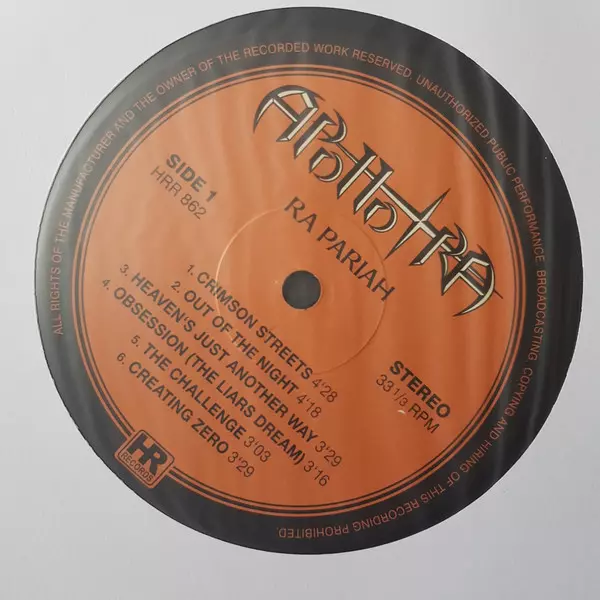 ALL RIGHTS OF THE MANUFACTURER AND THE OWNER OF THE RECORDED WORK RESERVED. UNAUTHORIZED PUBLIC PERFORMANCE. BROADCASTING. COPYING AND HIRING OF THIS RECORDING PROHIBITED
APOLLO RA
RA PARIAH
SIDE 1
HRR 862
1. CRIMSON STREETS 4'28
2. OUT OF THE NIGHT 4'18
3. HEAVEN'S JUST ANOTHER WAY 3'29
4. OBSESSION (THE LIARS DREAM) 3'16
5. THE CHALLENGE 3'03
6. CREATING ZERO 3'29
STEREO
33 1/3 RPM
HR
RECORDS